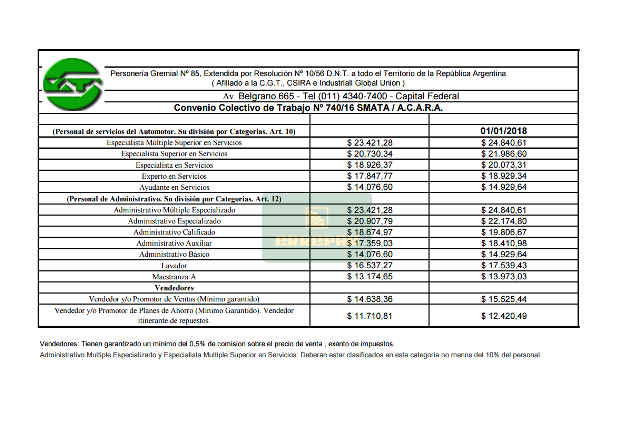 Personería Gremial Nº 85, Extendida por Resolución Nº 10/56 D.N.T. a todo el Territorio de la República Argentina
( Afiliado a la C.G.T., CSIRA e Industriall Global Union )
Av. Belgrano 665 - Tel (011) 4340-7400 - Capital Federal
Convenio Colectivo de Trabajo Nº 740/16 SMATA / A.C.A.R.A.
(Personal de servicios del Automotor. Su división por Categorías. Art. 10) 01/01/2018
Especialista Múltiple Superior en Servicios $ 23.421,28 $ 24.840,61
Especialista Superior en Servicios $ 20.730,34 $ 21.986,60
Especialista en Servicios $ 18.926,37 $ 20.073,31
Experto en Servicios $ 17.847,77 $ 18.929,34
Ayudante en Servicios $ 14.076,60 $ 14.929,64
(Personal de Administrativo. Su división por Categorías. Art. 12)
Administrativo Múltiple Especializado $ 23.421,28 $ 24.840,61
Administrativo Especializado $ 20.907,79 $ 22.174,80
Administrativo Calificado $ 18.674,97 $ 19.806,67
Administrativo Auxiliar $ 17.359,03 $ 18.410,98
Administrativo Básico $ 14.076,60 $ 14.929,64
Lavador $ 16.537,27 $ 17.539,43
Maestranza A $ 13.174,65 $ 13.973,03
Vendedores
Vendedor y/o Promotor de Ventas (Mínimo garantido) $ 14.638,36 $ 15.525,44
Vendedor y/o Promotor de Planes de Ahorro (Mínimo Garantido). Vendedor
itinerante de repuestos. $ 11.710,81 $ 12.420,49
Vendedores: Tienen garantizado un minimo del 0,5% de comision sobre el precio de venta , exento de impuestos.
Administrativo Multiple Especializado y Especialista Multiple Superior en Servicios: Deberan estar clasificados en esta categoría no menos del 10% del personal.